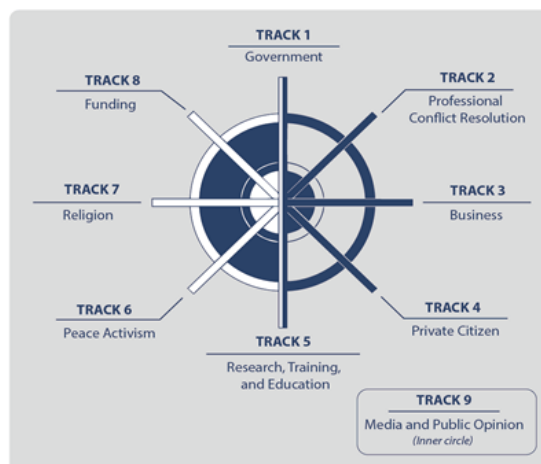 TRACK 1
Government
TRACK 8
Funding
TRACK 2
Professional
Conflict Resolution
TRACK 7
Religion
TRACK 3
Business
TRACK 6
Peace Activism
TRACK 4
Private Citizen
TRACK 5
Research, Training,
and Education
TRACK 9
Media and Public Opinion
(Inner circle)